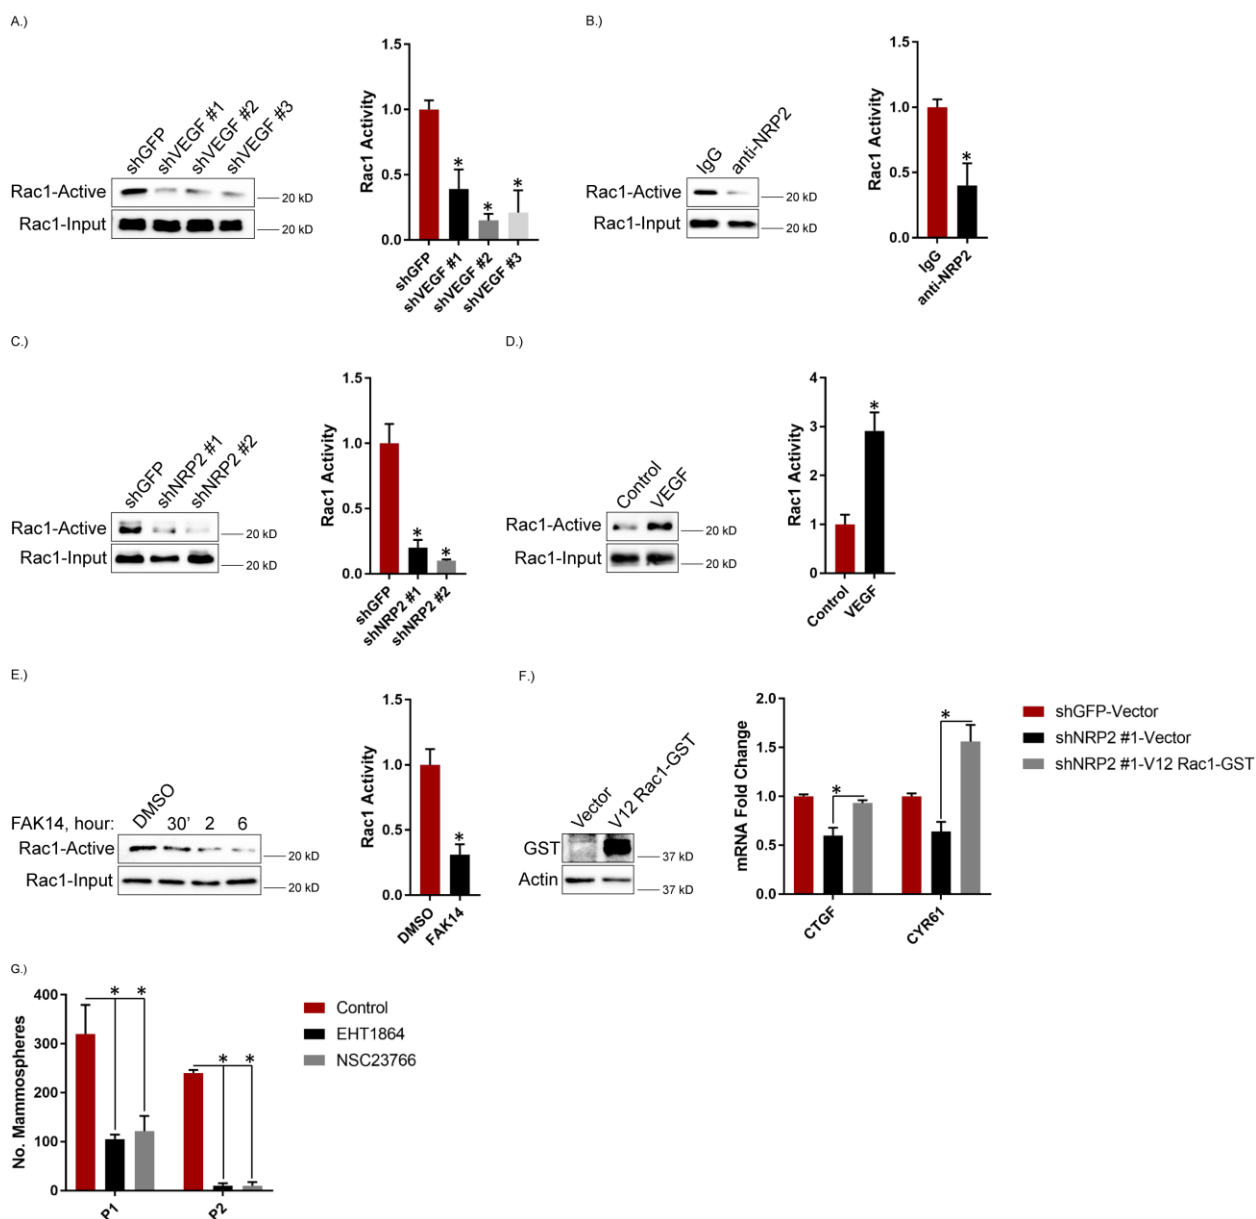 A.)
shGFP
shVEGF #1
shVEGF #2
shVEGF #3
Rac1-Active
20 kD
Rac1-Input
20 kD
Rac1 Activity
1.5
1.0
0.5
0.0
*
*
*
shGFP
shVEGF #1
shVEGF #2
shVEGF #3
B.)
IgG
anti-NRP2
Rac1-Active
20 kD
Rac1-Input
20 kD
Rac1 Activity
1.5
1.0
0.5
0.0
*
IgG
anti-NRP2
C.)
shGFP
shNRP2 #1
shNRP2 #2
Rac1-Active
20 kD
Rac1-Input
20 kD
Rac1 Activity
1.5
1.0
0.5
0.0
*
*
shGFP
shNRP2 #1
shNRP2 #2
D.)
Control
VEGF
Rac1-Active
20 kD
Rac1-Input
20 kD
Rac1 Activity
4
3
2
1
0
*
Control
VEGF
E.)
DMSO
FAK14, hour: 30' 2 6
Rac1-Active
20 kD
Rac1-Input
20 kD
Rac1 Activity
1.5
1.0
0.5
0.0
*
DMSO
FAK14
F.)
Vector
V12 Rac1-GST
GST
37 kD
Actin
37 kD
mRNA Fold Change
2.0
1.5
1.0
0.5
0.0
*
*
CTGF
CYR61
shGFP-Vector
shNRP2 #1-Vector
shNRP2 #1-V12 Rac1-GST
G.)
No. Mammospheres
400
300
200
100
0
* *
* *
P1
P2
Control
EHT1864
NSC23766